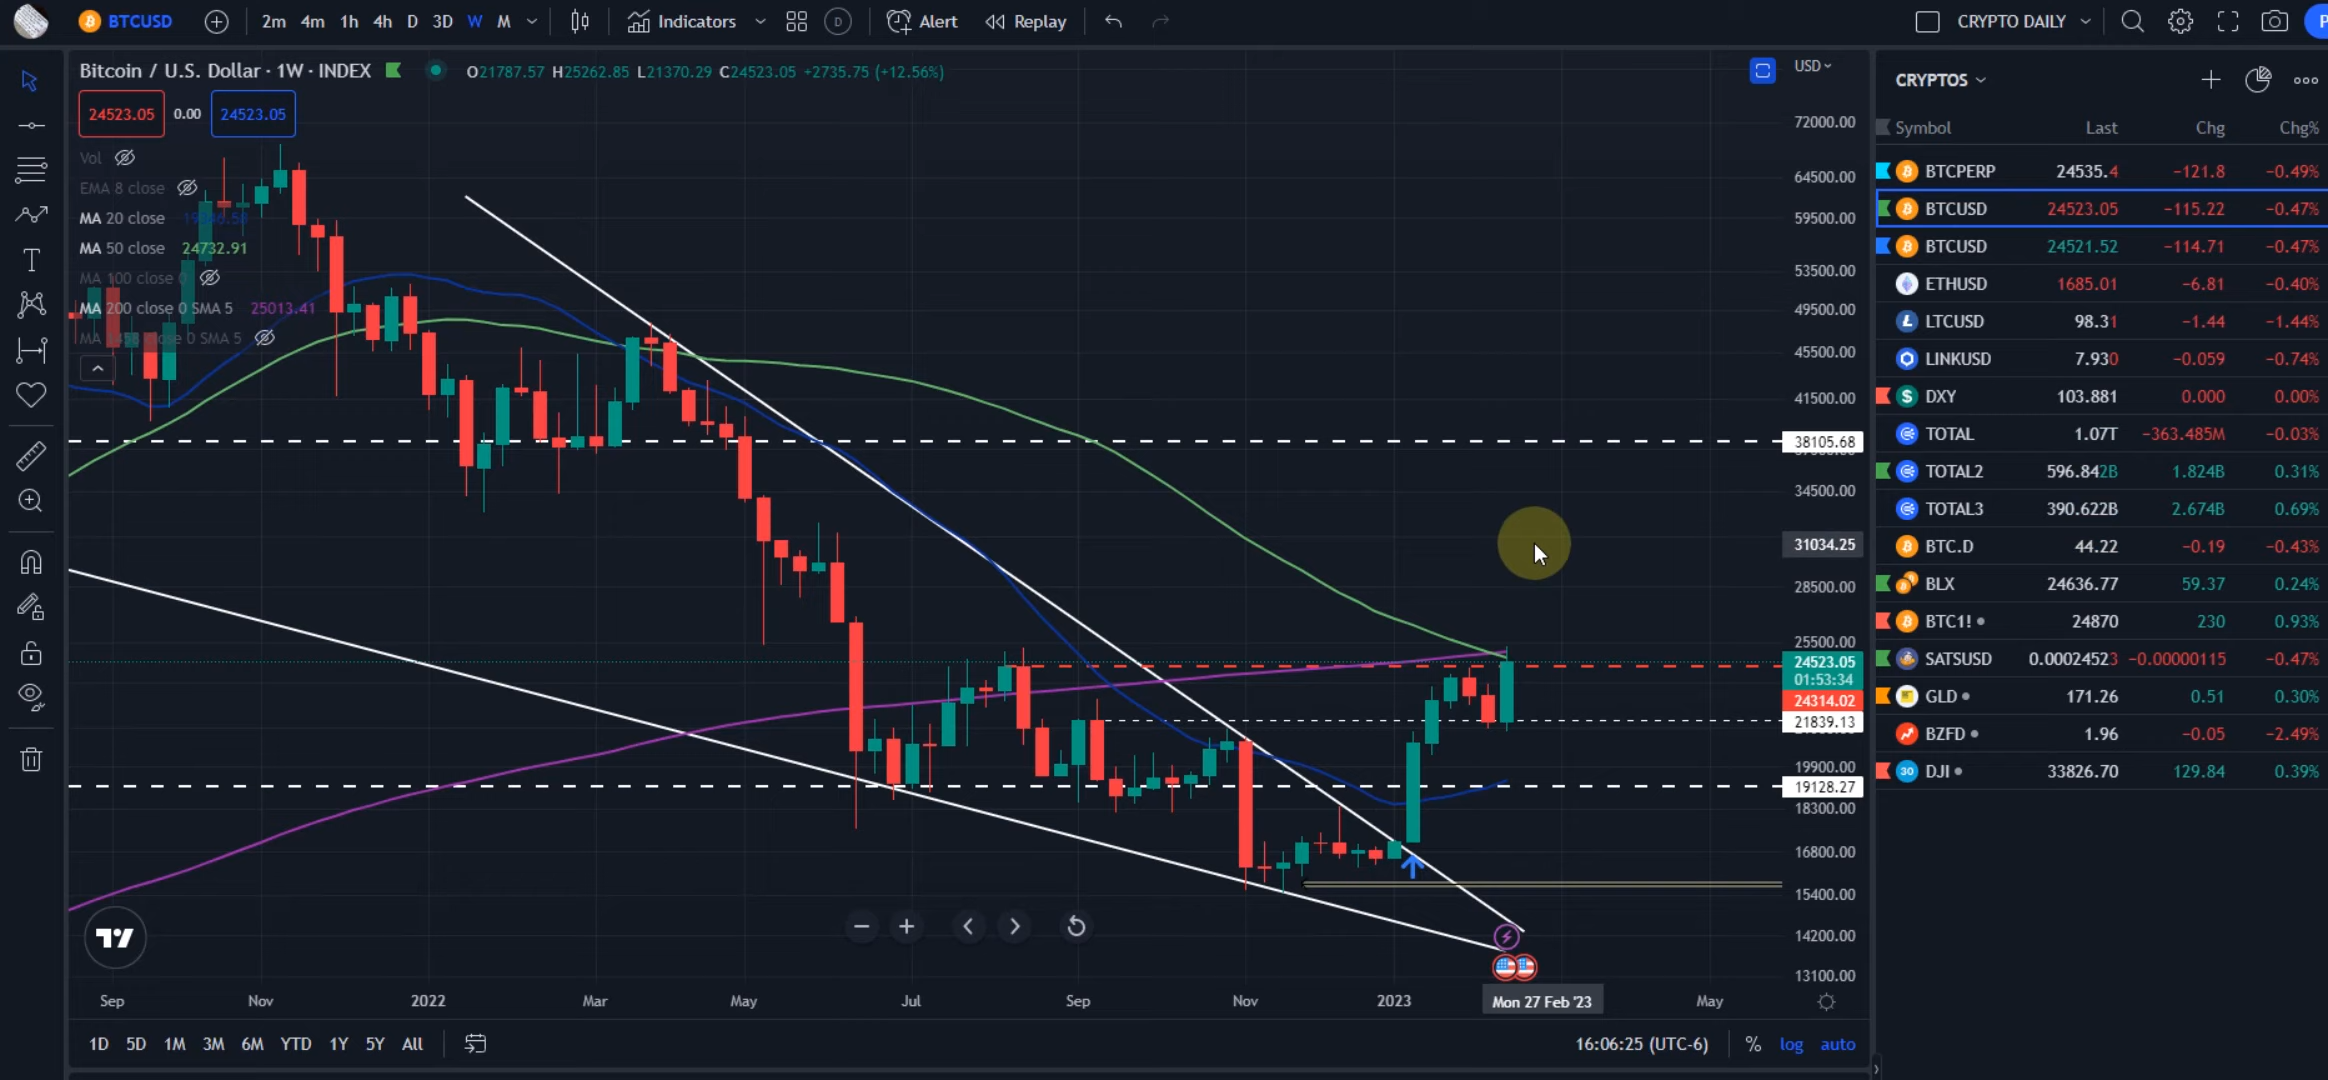 BTCUSD 2m 4m 1h 4h D 3D W M Indicators D Alert Replay CRYPTO DAILY
Bitcoin / U.S. Dollar · 1W · INDEX O21787.57 H25262.85 L21370.29 C24523.05 +2735.75 (+12.56%)
24523.05 0.00 24523.05
Vol
EMA 8 close
MA 20 close
MA 50 close 24732.91
MA 100 close 0
MA 200 close 0 SMA 5 25013.41
close 0 SMA 5
USD
72000.00
64500.00
59500.00
53500.00
49500.00
45500.00
41500.00
38105.68
34500.00
31034.25
28500.00
25500.00
24523.05
01:53:34
24314.02
21839.13
19900.00
19128.27
18300.00
16800.00
15400.00
14200.00
13100.00
Sep Nov 2022 Mar May Jul Sep Nov 2023 Mon 27 Feb '23 May
1D 5D 1M 3M 6M YTD 1Y 5Y All 16:06:25 (UTC-6) % log auto
CRYPTOS
Symbol Last Chg Chg%
BTCPERP 24535.4 −121.8 −0.49%
BTCUSD 24523.05 −115.22 −0.47%
BTCUSD 24521.52 −114.71 −0.47%
ETHUSD 1685.01 −6.81 −0.40%
LTCUSD 98.31 −1.44 −1.44%
LINKUSD 7.930 −0.059 −0.74%
DXY 103.881 0.000 0.00%
TOTAL 1.07T −363.485M −0.03%
TOTAL2 596.842B 1.824B 0.31%
TOTAL3 390.622B 2.674B 0.69%
BTC.D 44.22 −0.19 −0.43%
BLX 24636.77 59.37 0.24%
BTC1! 24870 230 0.93%
SATSUSD 0.00024523 −0.00000115 −0.47%
GLD 171.26 0.51 0.30%
BZFD 1.96 −0.05 −2.49%
30 DJI 33826.70 129.84 0.39%